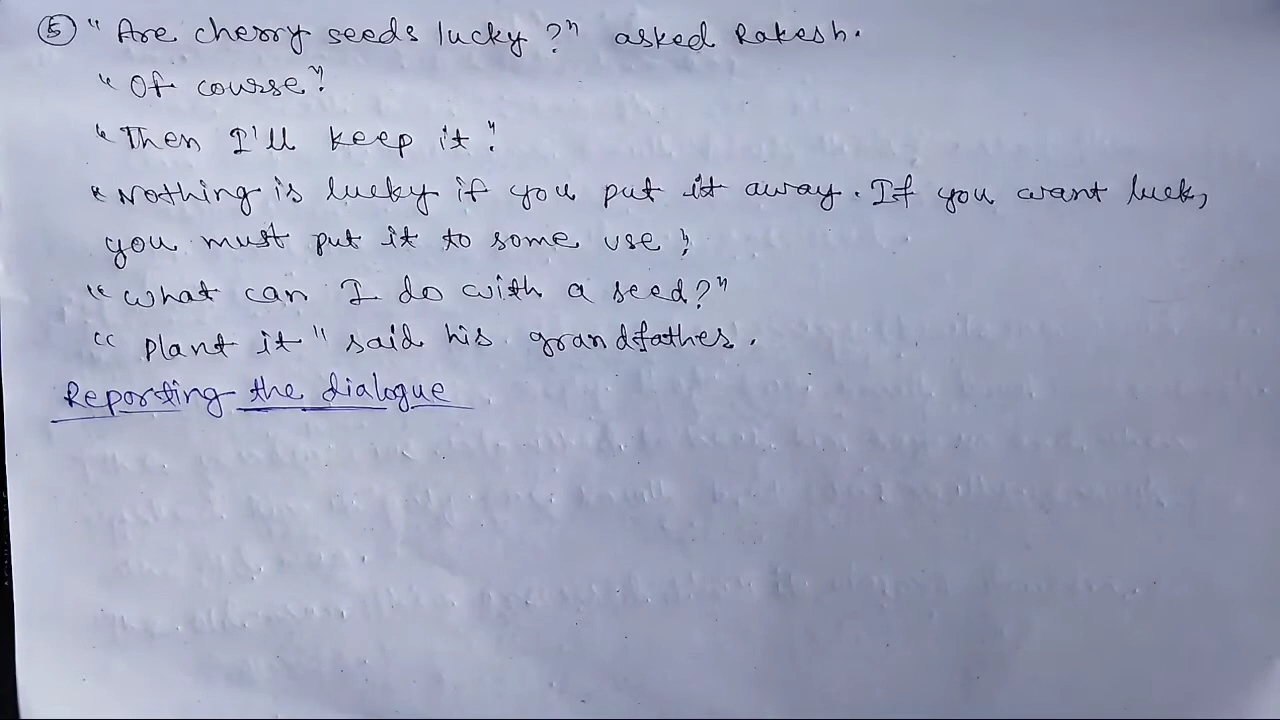 ⑤ "Are cherry seeds lucky ?" asked Rakesh.
"Of course."
"Then I'll keep it."
"Nothing is lucky if you put it away. If you want luck,
you must put it to some use."
"What can I do with a seed?"
"Plant it" said his grandfather.
Reporting the dialogue